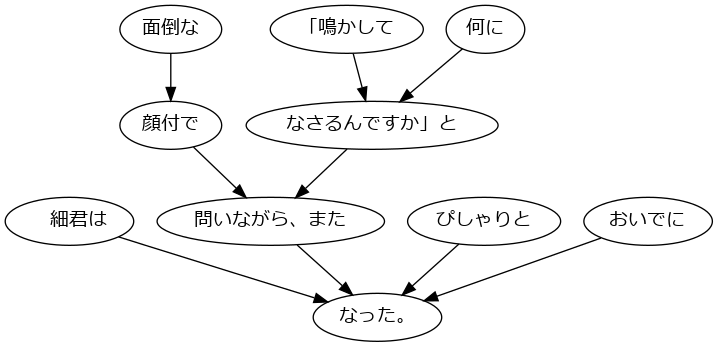 面倒な
「鳴かして
何に
顔付で
なさるんですか」と
細君は
問いながら、また
ぴしゃりと
おいでに
なった。